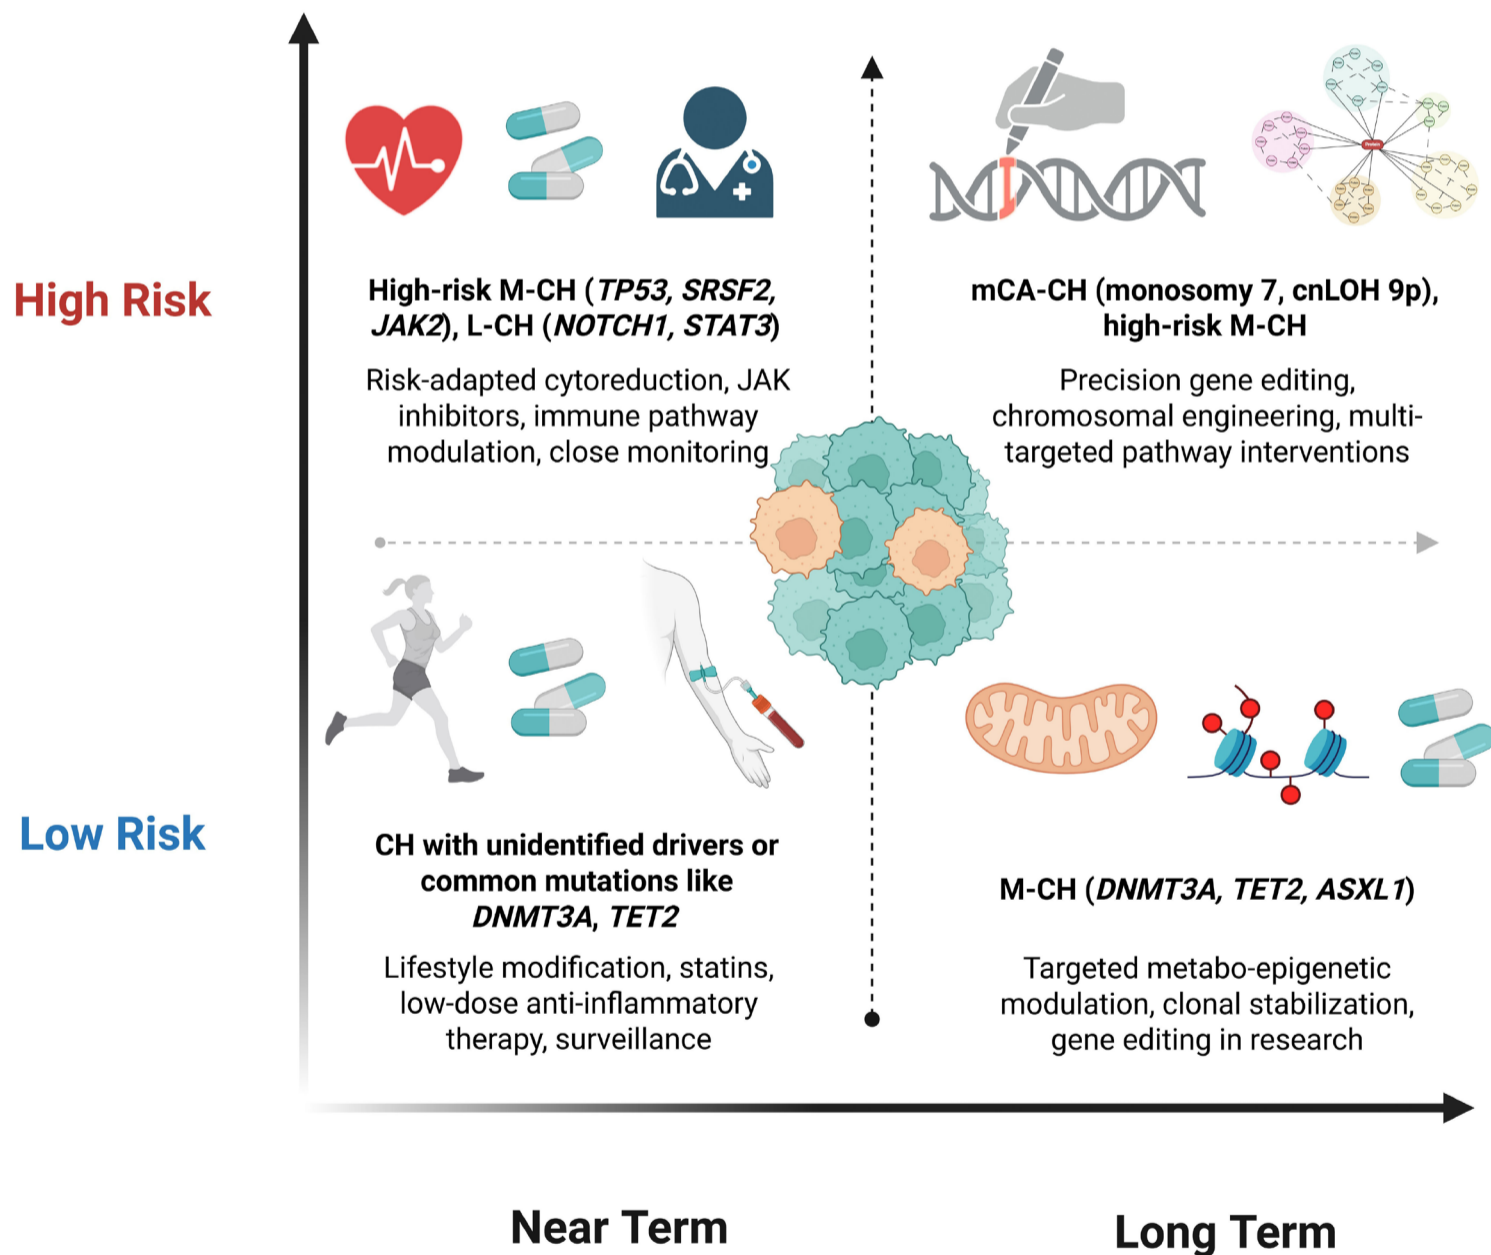 High Risk
High-risk M-CH (TP53, SRSF2,
JAK2), L-CH (NOTCH1, STAT3)
Risk-adapted cytoreduction, JAK
inhibitors, immune pathway
modulation, close monitoring
mCA-CH (monosomy 7, cnLOH 9p),
high-risk M-CH
Precision gene editing,
chromosomal engineering, multi-
targeted pathway interventions
Protein
Low Risk
CH with unidentified drivers or
common mutations like
DNMT3A, TET2
Lifestyle modification, statins,
low-dose anti-inflammatory
therapy, surveillance
M-CH (DNMT3A, TET2, ASXL1)
Targeted metabo-epigenetic
modulation, clonal stabilization,
gene editing in research
Near Term
Long Term